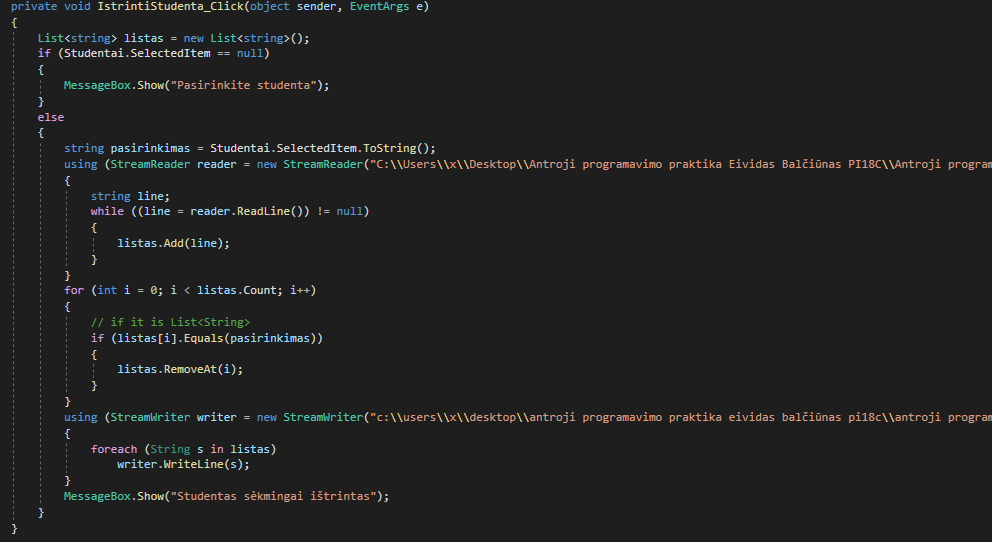 private void IstrintiStudenta_Click(object sender, EventArgs e)
{
List<string> listas = new List<string>();
if (Studentai.SelectedItem == null)
{
MessageBox.Show("Pasirinkite studenta");
}
else
{
string pasirinkimas = Studentai.SelectedItem.ToString();
using (StreamReader reader = new StreamReader("C:\\Users\\x\\Desktop\\Antroji programavimo praktika Eividas Balčiūnas PI18C\\Antroji program
{
string line;
while ((line = reader.ReadLine()) != null)
{
listas.Add(line);
}
}
for (int i = 0; i < listas.Count; i++)
{
// if it is List<String>
if (listas[i].Equals(pasirinkimas))
{
listas.RemoveAt(i);
}
}
using (StreamWriter writer = new StreamWriter("c:\\users\\x\\desktop\\antroji programavimo praktika eividas balčiūnas pi18c\\antroji program
{
foreach (String s in listas)
writer.WriteLine(s);
}
MessageBox.Show("Studentas sėkmingai ištrintas");
}
}